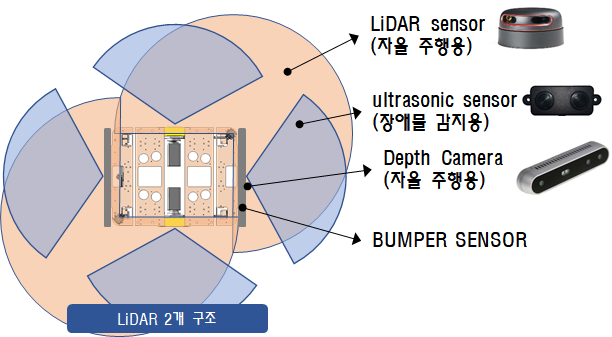 LiDAR sensor
(자율 주행용)
ultrasonic sensor
(장애물 감지용)
Depth Camera
(자율 주행용)
BUMPER SENSOR
LiDAR 2개 구조